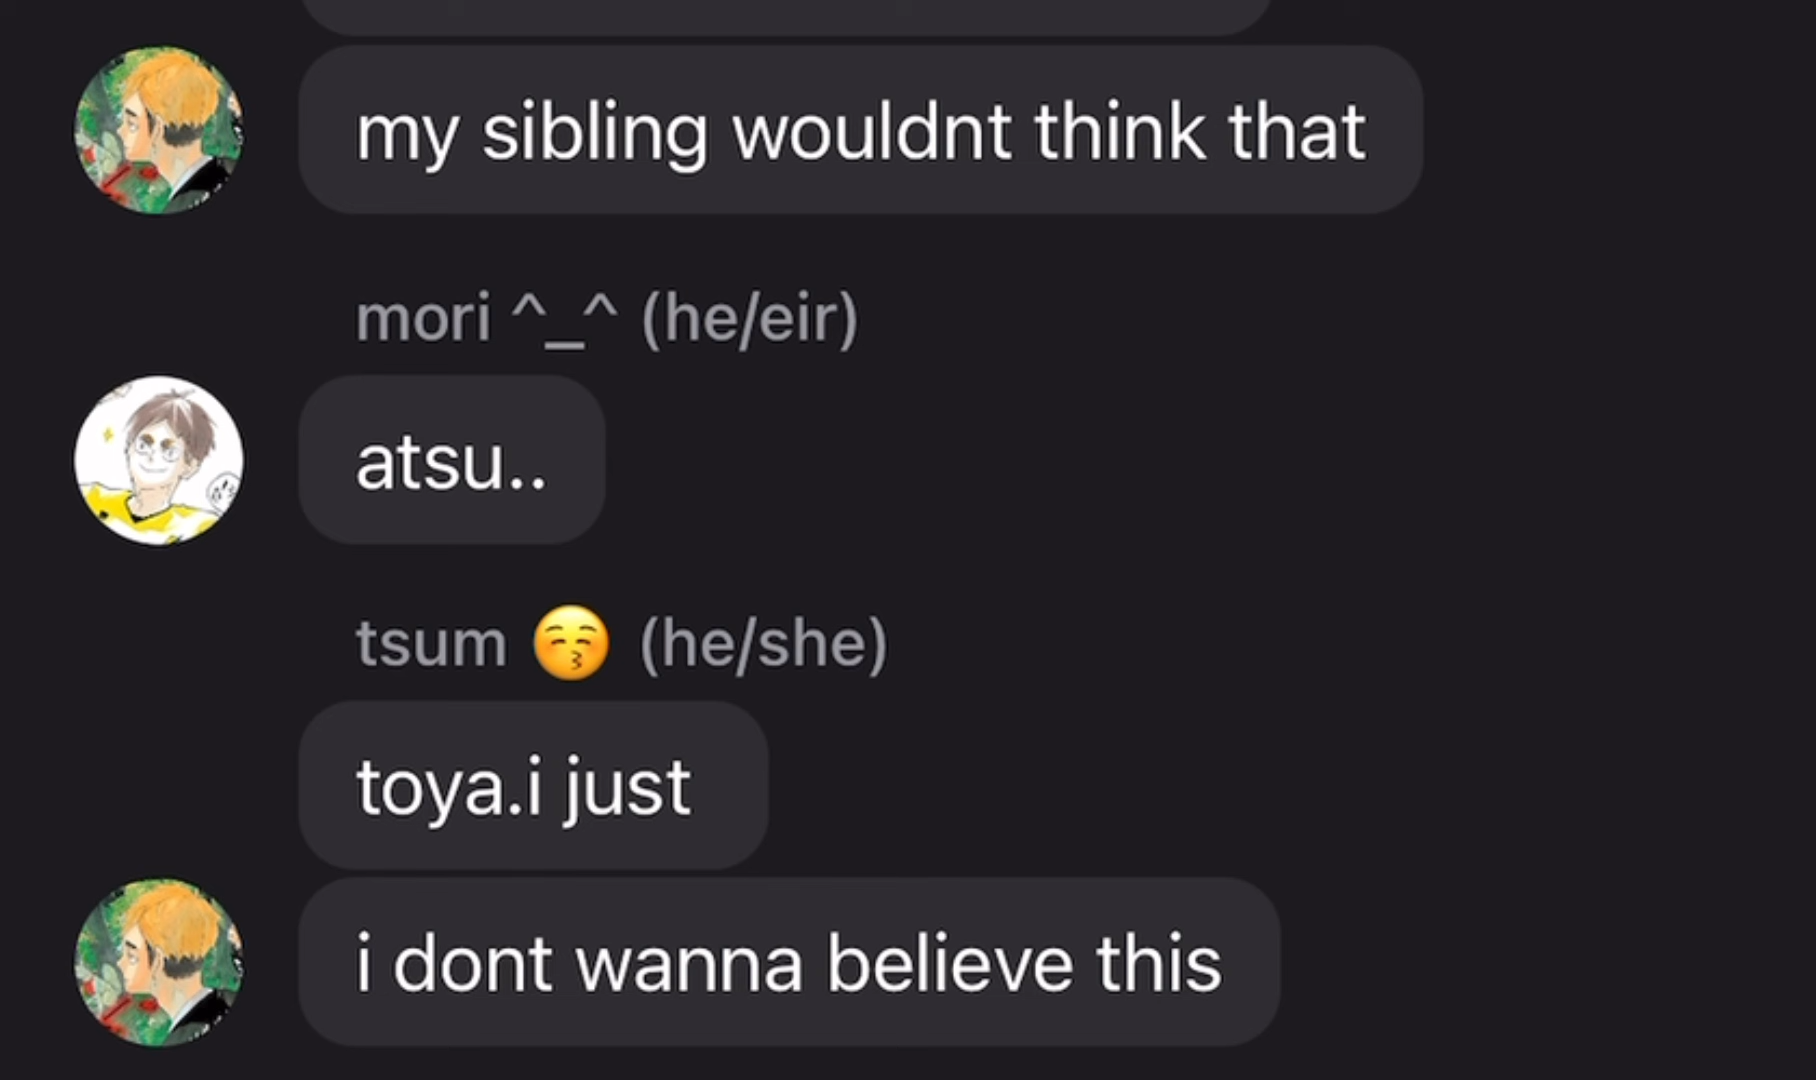 my sibling wouldnt think that
mori ^_^ (he/eir)
atsu..
tsum 😚 (he/she)
toya.i just
i dont wanna believe this